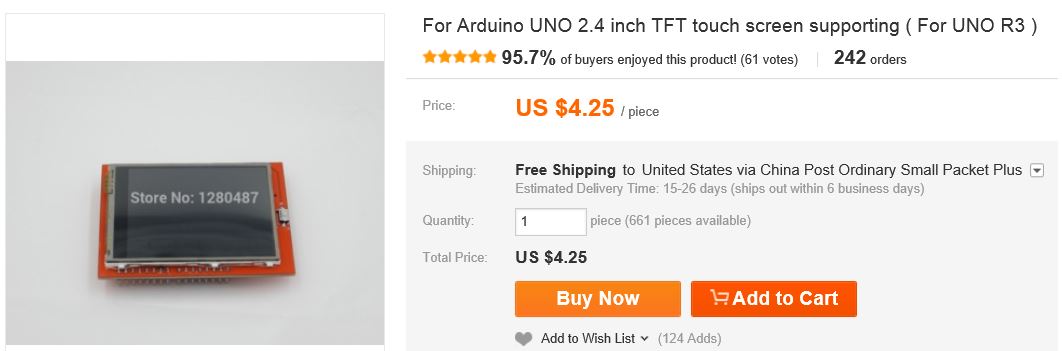 For Arduino UNO 2.4 inch TFT touch screen supporting ( For UNO R3 )
95.7% of buyers enjoyed this product! (61 votes) 242 orders
Price: US $4.25 / piece
Store No: 1280487
Shipping: Free Shipping to United States via China Post Ordinary Small Packet Plus
Estimated Delivery Time: 15-26 days (ships out within 6 business days)
Quantity: 1 piece (661 pieces available)
Total Price: US $4.25
Buy Now Add to Cart
Add to Wish List (124 Adds)